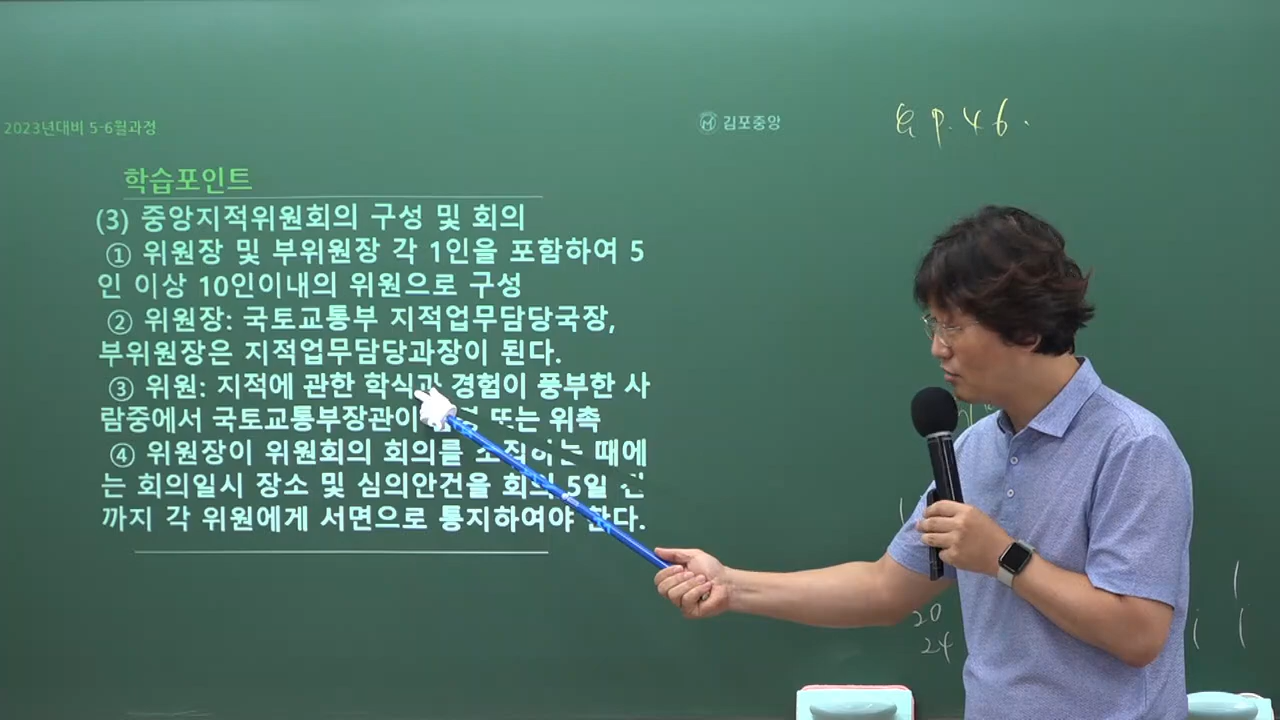 2023년대비 5-6월과정
김포중앙
p.46.
학습포인트
(3) 중앙지적위원회의 구성 및 회의
① 위원장 및 부위원장 각 1인을 포함하여 5
인 이상 10인이내의 위원으로 구성
② 위원장: 국토교통부 지적업무담당국장,
부위원장은 지적업무담당과장이 된다.
③ 위원: 지적에 관한 학식과 경험이 풍부한 사
람중에서 국토교통부장관이 또는 위촉
④ 위원장이 위원회의 회의를 때에
는 회의일시 장소 및 심의안건을 회의 5일
까지 각 위원에게 서면으로 통지하여야 한다.
20
24